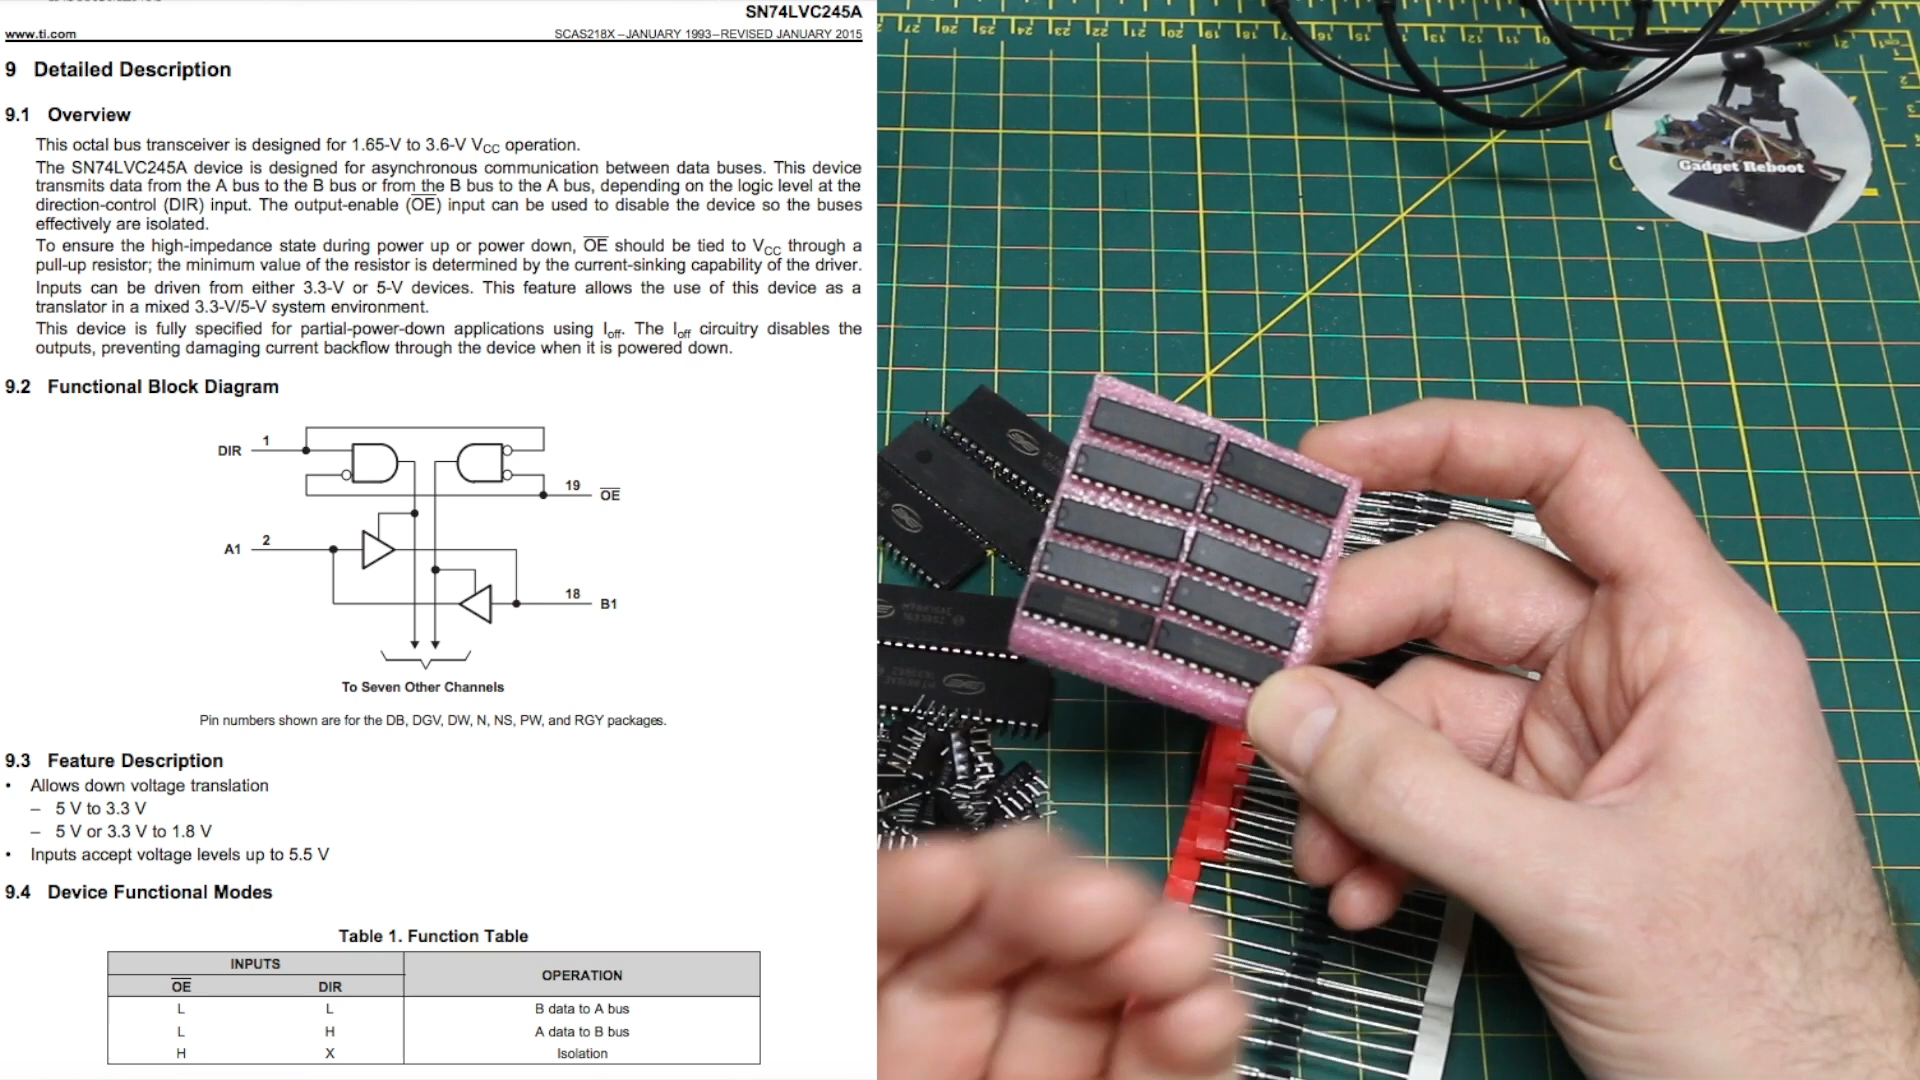 SN74LVC245A
www.ti.com
SCAS218X – JANUARY 1993 – REVISED JANUARY 2015
9 Detailed Description
9.1 Overview
This octal bus transceiver is designed for 1.65-V to 3.6-V VCC operation.
The SN74LVC245A device is designed for asynchronous communication between data buses. This device
transmits data from the A bus to the B bus or from the B bus to the A bus, depending on the logic level at the
direction-control (DIR) input. The output-enable (OE) input can be used to disable the device so the buses
effectively are isolated.
To ensure the high-impedance state during power up or power down, OE should be tied to VCC through a
pull-up resistor; the minimum value of the resistor is determined by the current-sinking capability of the driver.
Inputs can be driven from either 3.3-V or 5-V devices. This feature allows the use of this device as a
translator in a mixed 3.3-V/5-V system environment.
This device is fully specified for partial-power-down applications using Ioff. The Ioff circuitry disables the
outputs, preventing damaging current backflow through the device when it is powered down.
9.2 Functional Block Diagram
DIR 1
19 OE
A1 2
18 B1
To Seven Other Channels
Pin numbers shown are for the DB, DGV, DW, N, NS, PW, and RGY packages.
9.3 Feature Description
• Allows down voltage translation
– 5 V to 3.3 V
– 5 V or 3.3 V to 1.8 V
• Inputs accept voltage levels up to 5.5 V
9.4 Device Functional Modes
Table 1. Function Table
INPUTS OPERATION
OE DIR
L L B data to A bus
L H A data to B bus
H X Isolation
Gadget Reboot